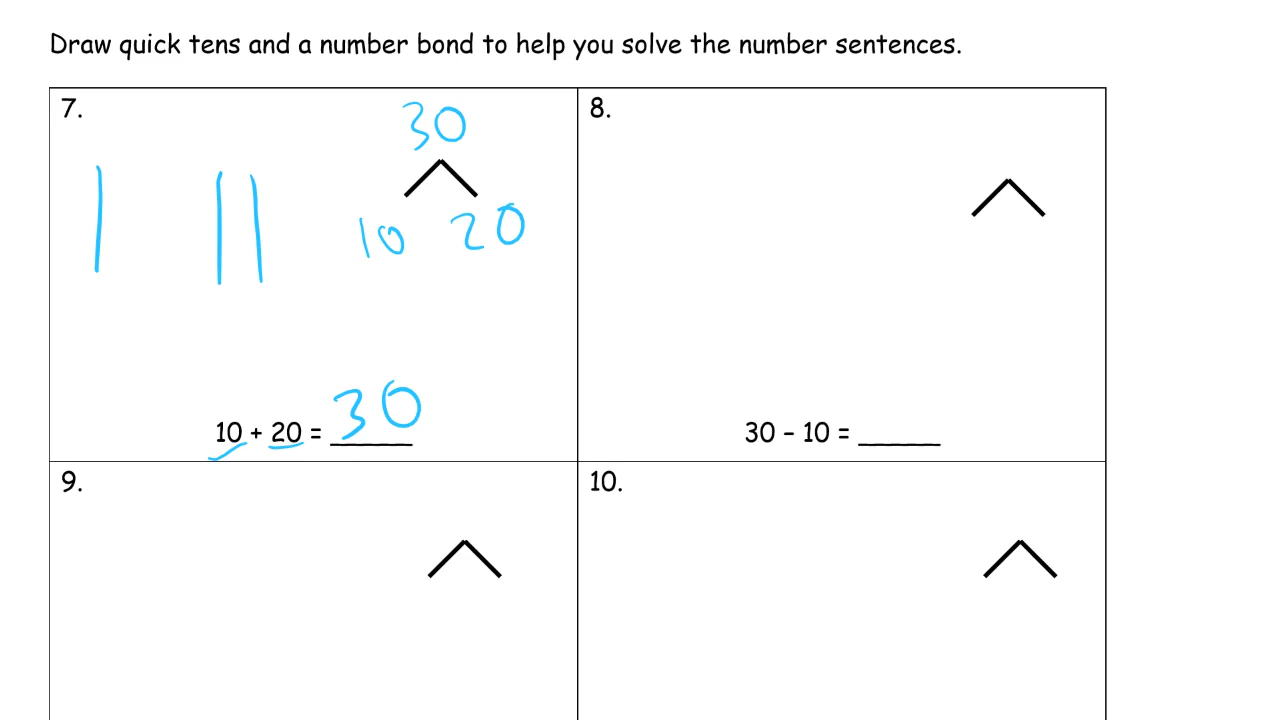 Draw quick tens and a number bond to help you solve the number sentences.
7.
30
10 20
10 + 20 = 30
8.
30 - 10 = _____
9.
10.